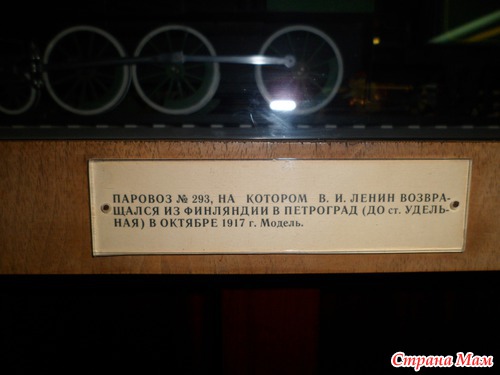 ПАРОВОЗ № 293, НА КОТОРОМ В. И. ЛЕНИН ВОЗВРА-
ЩАЛСЯ ИЗ ФИНЛЯНДИИ В ПЕТРОГРАД (ДО ст. УДЕЛЬ-
НАЯ) В ОКТЯБРЕ 1917 г. Модель.
Страна Мам